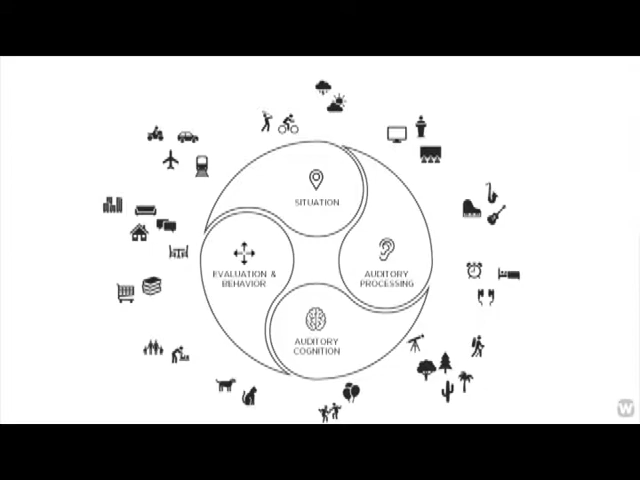 SITUATION
EVALUATION &
BEHAVIOR
AUDITORY
PROCESSING
AUDITORY
COGNITION
W